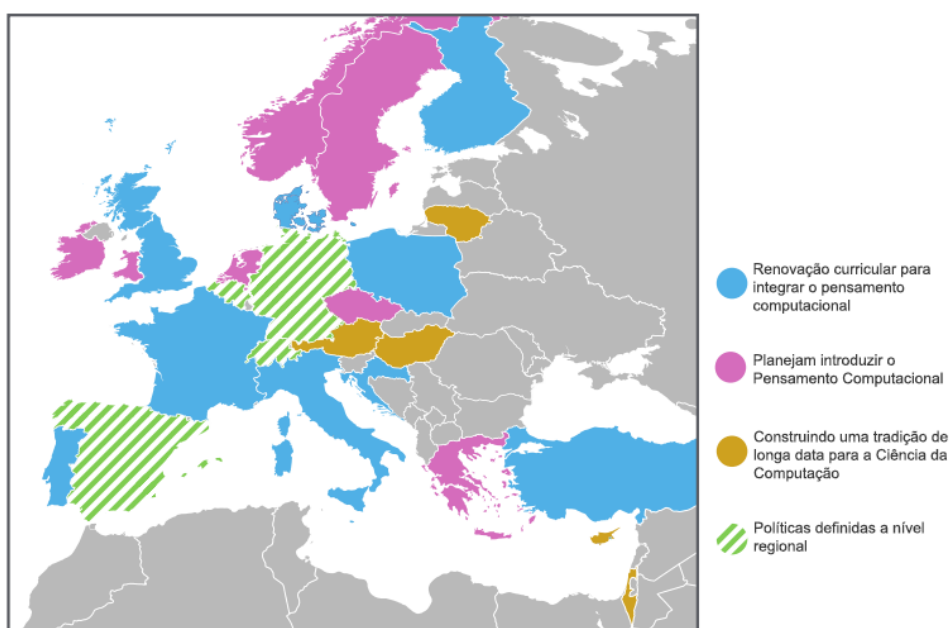 Renovação curricular para
integrar o pensamento
computacional
Planejam introduzir o
Pensamento Computacional
Construindo uma tradição de
longa data para a Ciência da
Computação
Políticas definidas a nível
regional